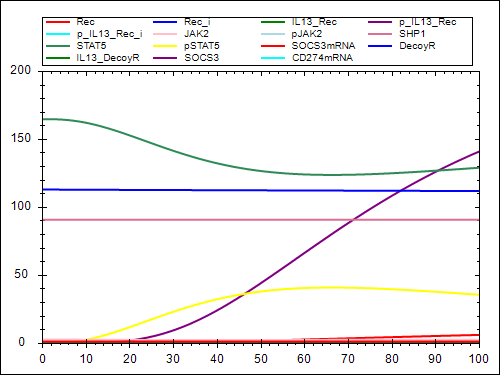 Rec Rec_i IL13_Rec p_IL13_Rec
p_IL13_Rec_i JAK2 pJAK2 SHP1
STAT5 pSTAT5 SOCS3mRNA DecoyR
IL13_DecoyR SOCS3 CD274mRNA
200
150
100
50
0
0 10 20 30 40 50 60 70 80 90 100